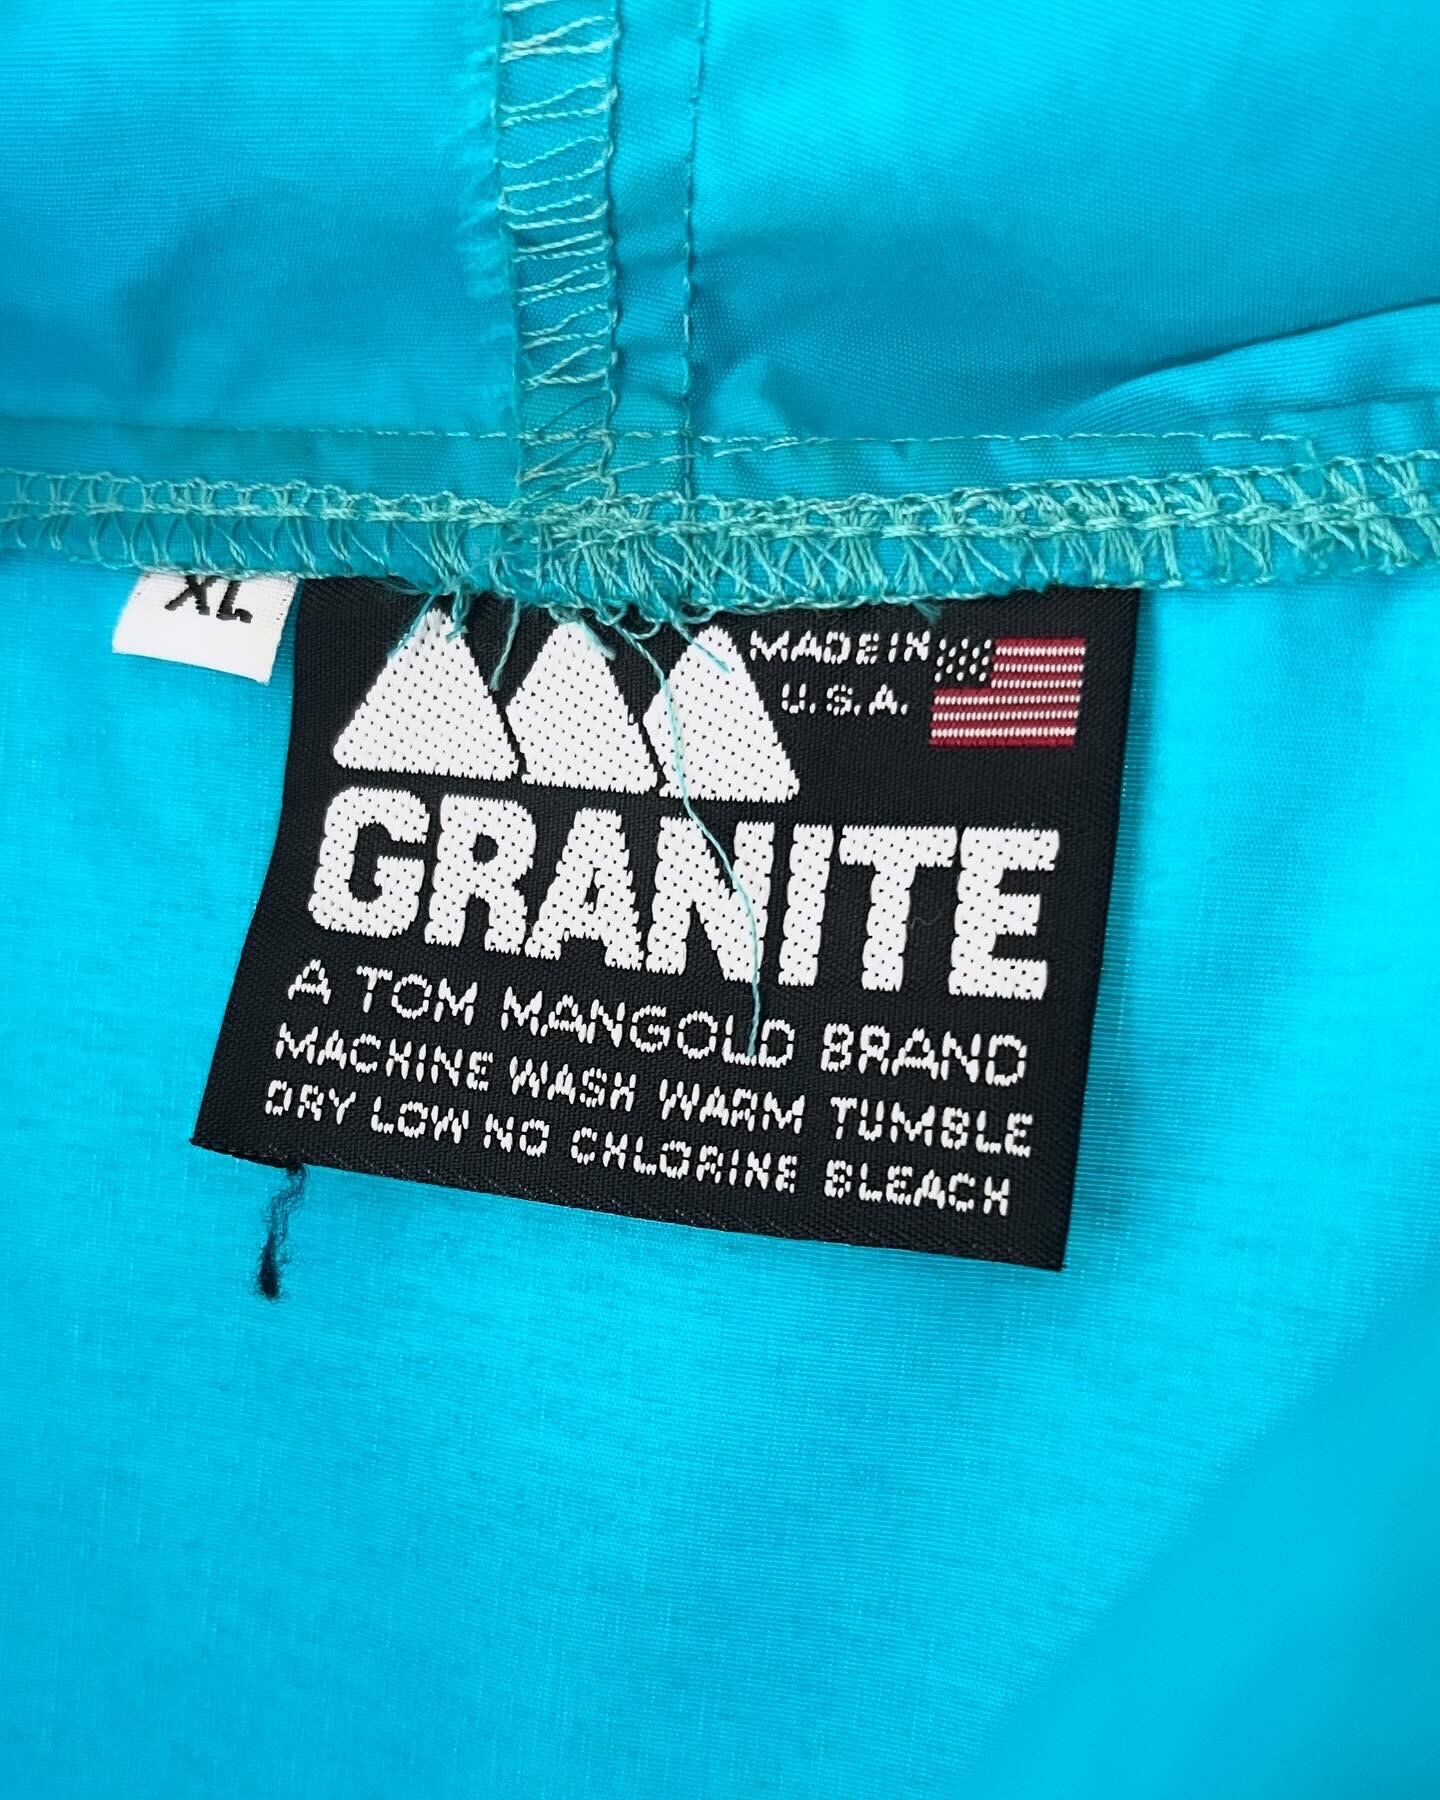 XL
MADE IN
U.S.A.
GRANITE
A TOM MANGOLD BRAND
MACHINE WASH WARM TUMBLE
DRY LOW NO CHLORINE BLEACH